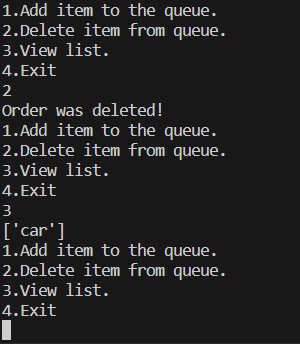 1.Add item to the queue.
2.Delete item from queue.
3.View list.
4.Exit
2
Order was deleted!
1.Add item to the queue.
2.Delete item from queue.
3.View list.
4.Exit
3
['car']
1.Add item to the queue.
2.Delete item from queue.
3.View list.
4.Exit